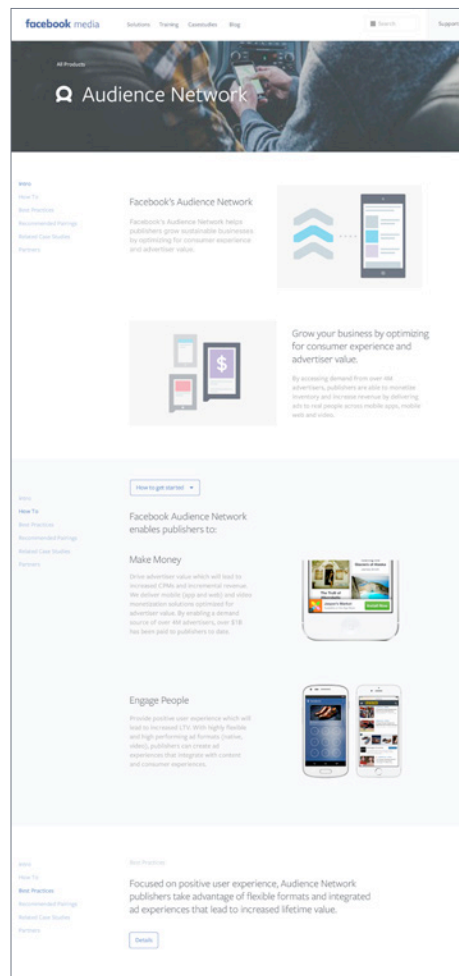 facebook media
Solutions Training Casestudies Blog
Search
Support
All Products
Audience Network
Intro
How To
Best Practices
Recommended Pairings
Related Case Studies
Partners
Facebook's Audience Network
Facebook's Audience Network helps
publishers grow sustainable businesses
by optimizing for consumer experience
and advertiser value.
$
Grow your business by optimizing
for consumer experience and
advertiser value.
By accessing demand from over 4M
advertisers, publishers are able to monetise
inventory and increase revenue by delivering
ads to real people across mobile apps, mobile
web and video.
Intro
How To
Best Practices
Recommended Pairings
Related Case Studies
Partners
How to get started
Facebook Audience Network
enables publishers to:
Make Money
Drive advertiser value which will lead to
increased CPMs and incremental revenue.
We deliver mobile (app and web) and video
monetization solutions optimized for
advertiser value. By enabling a demand
source of over 4M advertisers, over $1B
has been paid to publishers to date.
The Trail of
Install Now
Engage People
Provide positive user experience which will
lead to increased LTV. With highly flexible
and high performing ad formats (native,
video), publishers can create ad
experiences that integrate with content
and consumer experiences.
Intro
How To
Best Practices
Recommended Pairings
Related Case Studies
Partners
Best Practices
Focused on positive user experience, Audience Network
publishers take advantage of flexible formats and integrated
ad experiences that lead to increased lifetime value.
Details